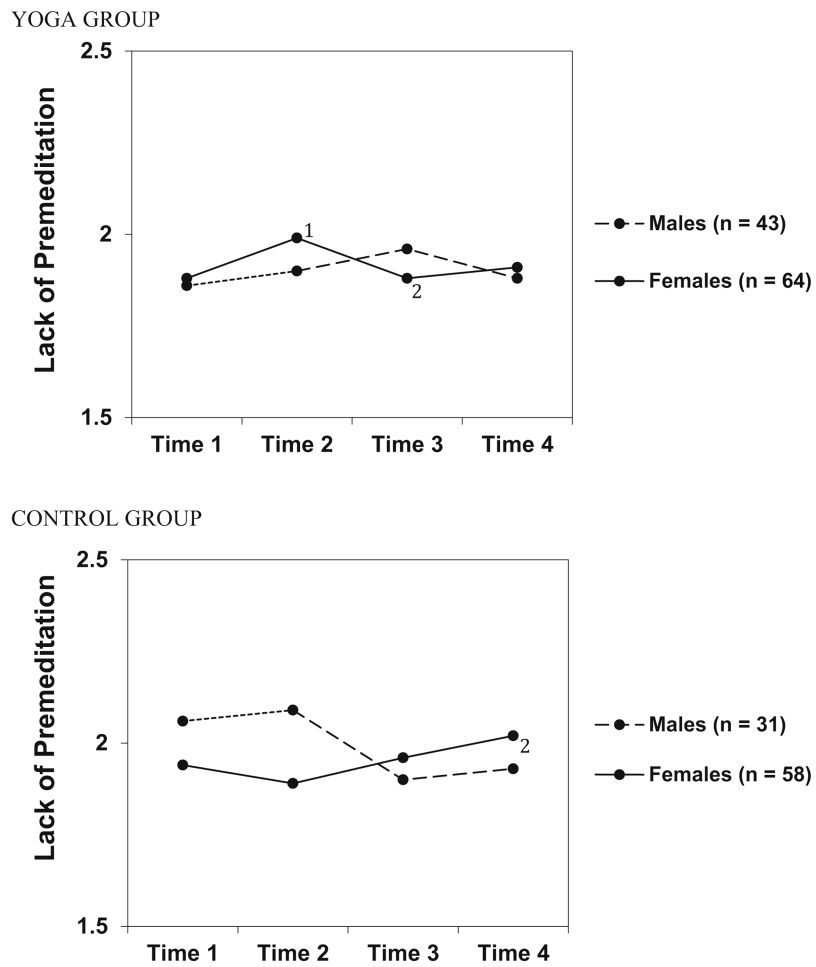 YOGA GROUP
2.5
2
1.5
Lack of Premeditation
1
2
Time 1 Time 2 Time 3 Time 4
Males (n = 43)
Females (n = 64)
CONTROL GROUP
2.5
2
1.5
Lack of Premeditation
2
Time 1 Time 2 Time 3 Time 4
Males (n = 31)
Females (n = 58)